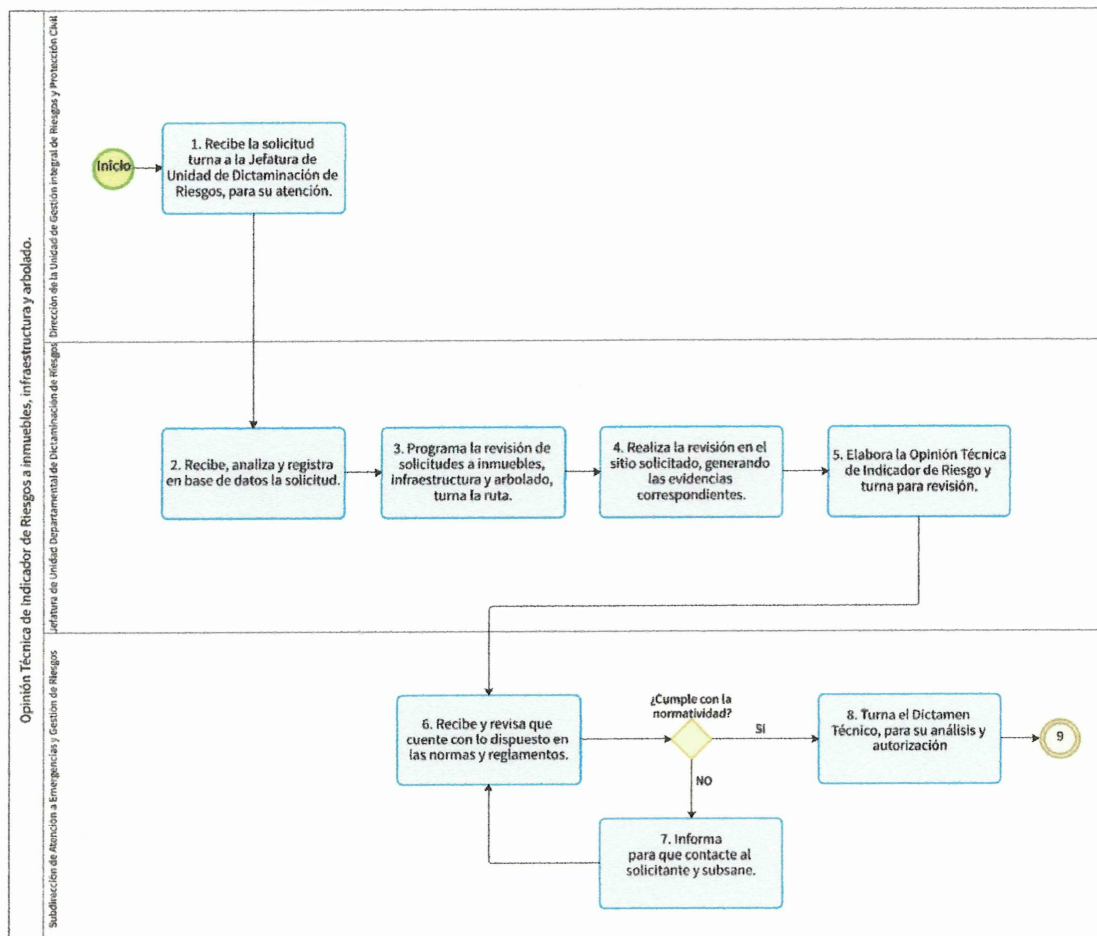 Opinión Técnica de Indicador de Riesgos a inmuebles, infraestructura y arbolado.
Dirección de la Unidad de Gestión Integral de Riesgos y Protección Civil
Inicio
1. Recibe la solicitud
turna a la Jefatura de
Unidad de Dictaminación de
Riesgos, para su atención.
Jefatura de Unidad Departamental de Dictaminación de Riesgos
2. Recibe, analiza y registra
en base de datos la solicitud.
3. Programa la revisión de
solicitudes a inmuebles,
infraestructura y arbolado,
turna la ruta.
4. Realiza la revisión en el
sitio solicitado, generando
las evidencias
correspondientes.
5. Elabora la Opinión Técnica
de Indicador de Riesgo y
turna para revisión.
Subdirección de Atención a Emergencias y Gestión de Riesgos
6. Recibe y revisa que
cuente con lo dispuesto en
las normas y reglamentos.
¿Cumple con la
normatividad?
SI
NO
7. Informa
para que contacte al
solicitante y subsane.
8. Turna el Dictamen
Técnico, para su análisis y
autorización
9